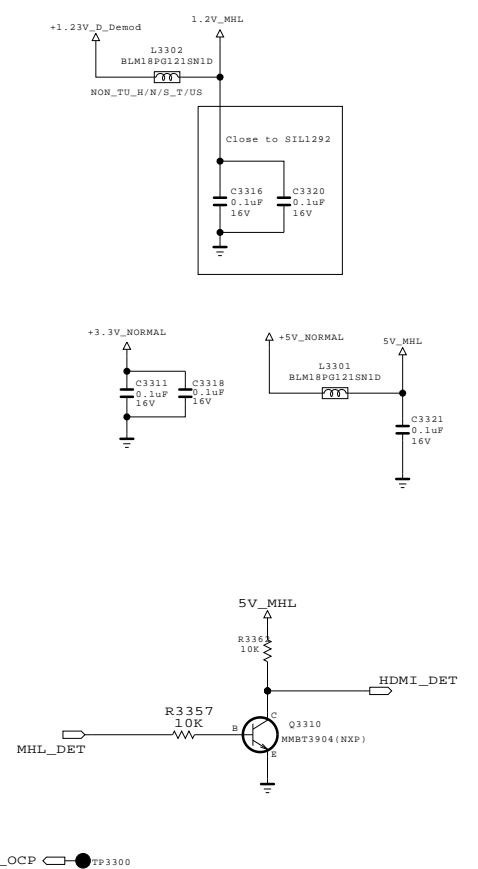 1.2V_MHL
+1.23V_D_Demod
L3302
BLM18PG121SN1D
NON_TU_H/N/S_T/US
Close to SIL1292
C3316
0.1uF
16V
C3320
0.1uF
16V
+3.3V_NORMAL
C3311
0.1uF
16V
C3318
0.1uF
16V
+5V_NORMAL
5V_MHL
L3301
BLM18PG121SN1D
C3321
0.1uF
16V
5V_MHL
10K
HDMI_DET
R3357
10K
MHL_DET
B
C
E
Q3310
MMBT3904(NXP)
_OCP
TP3300